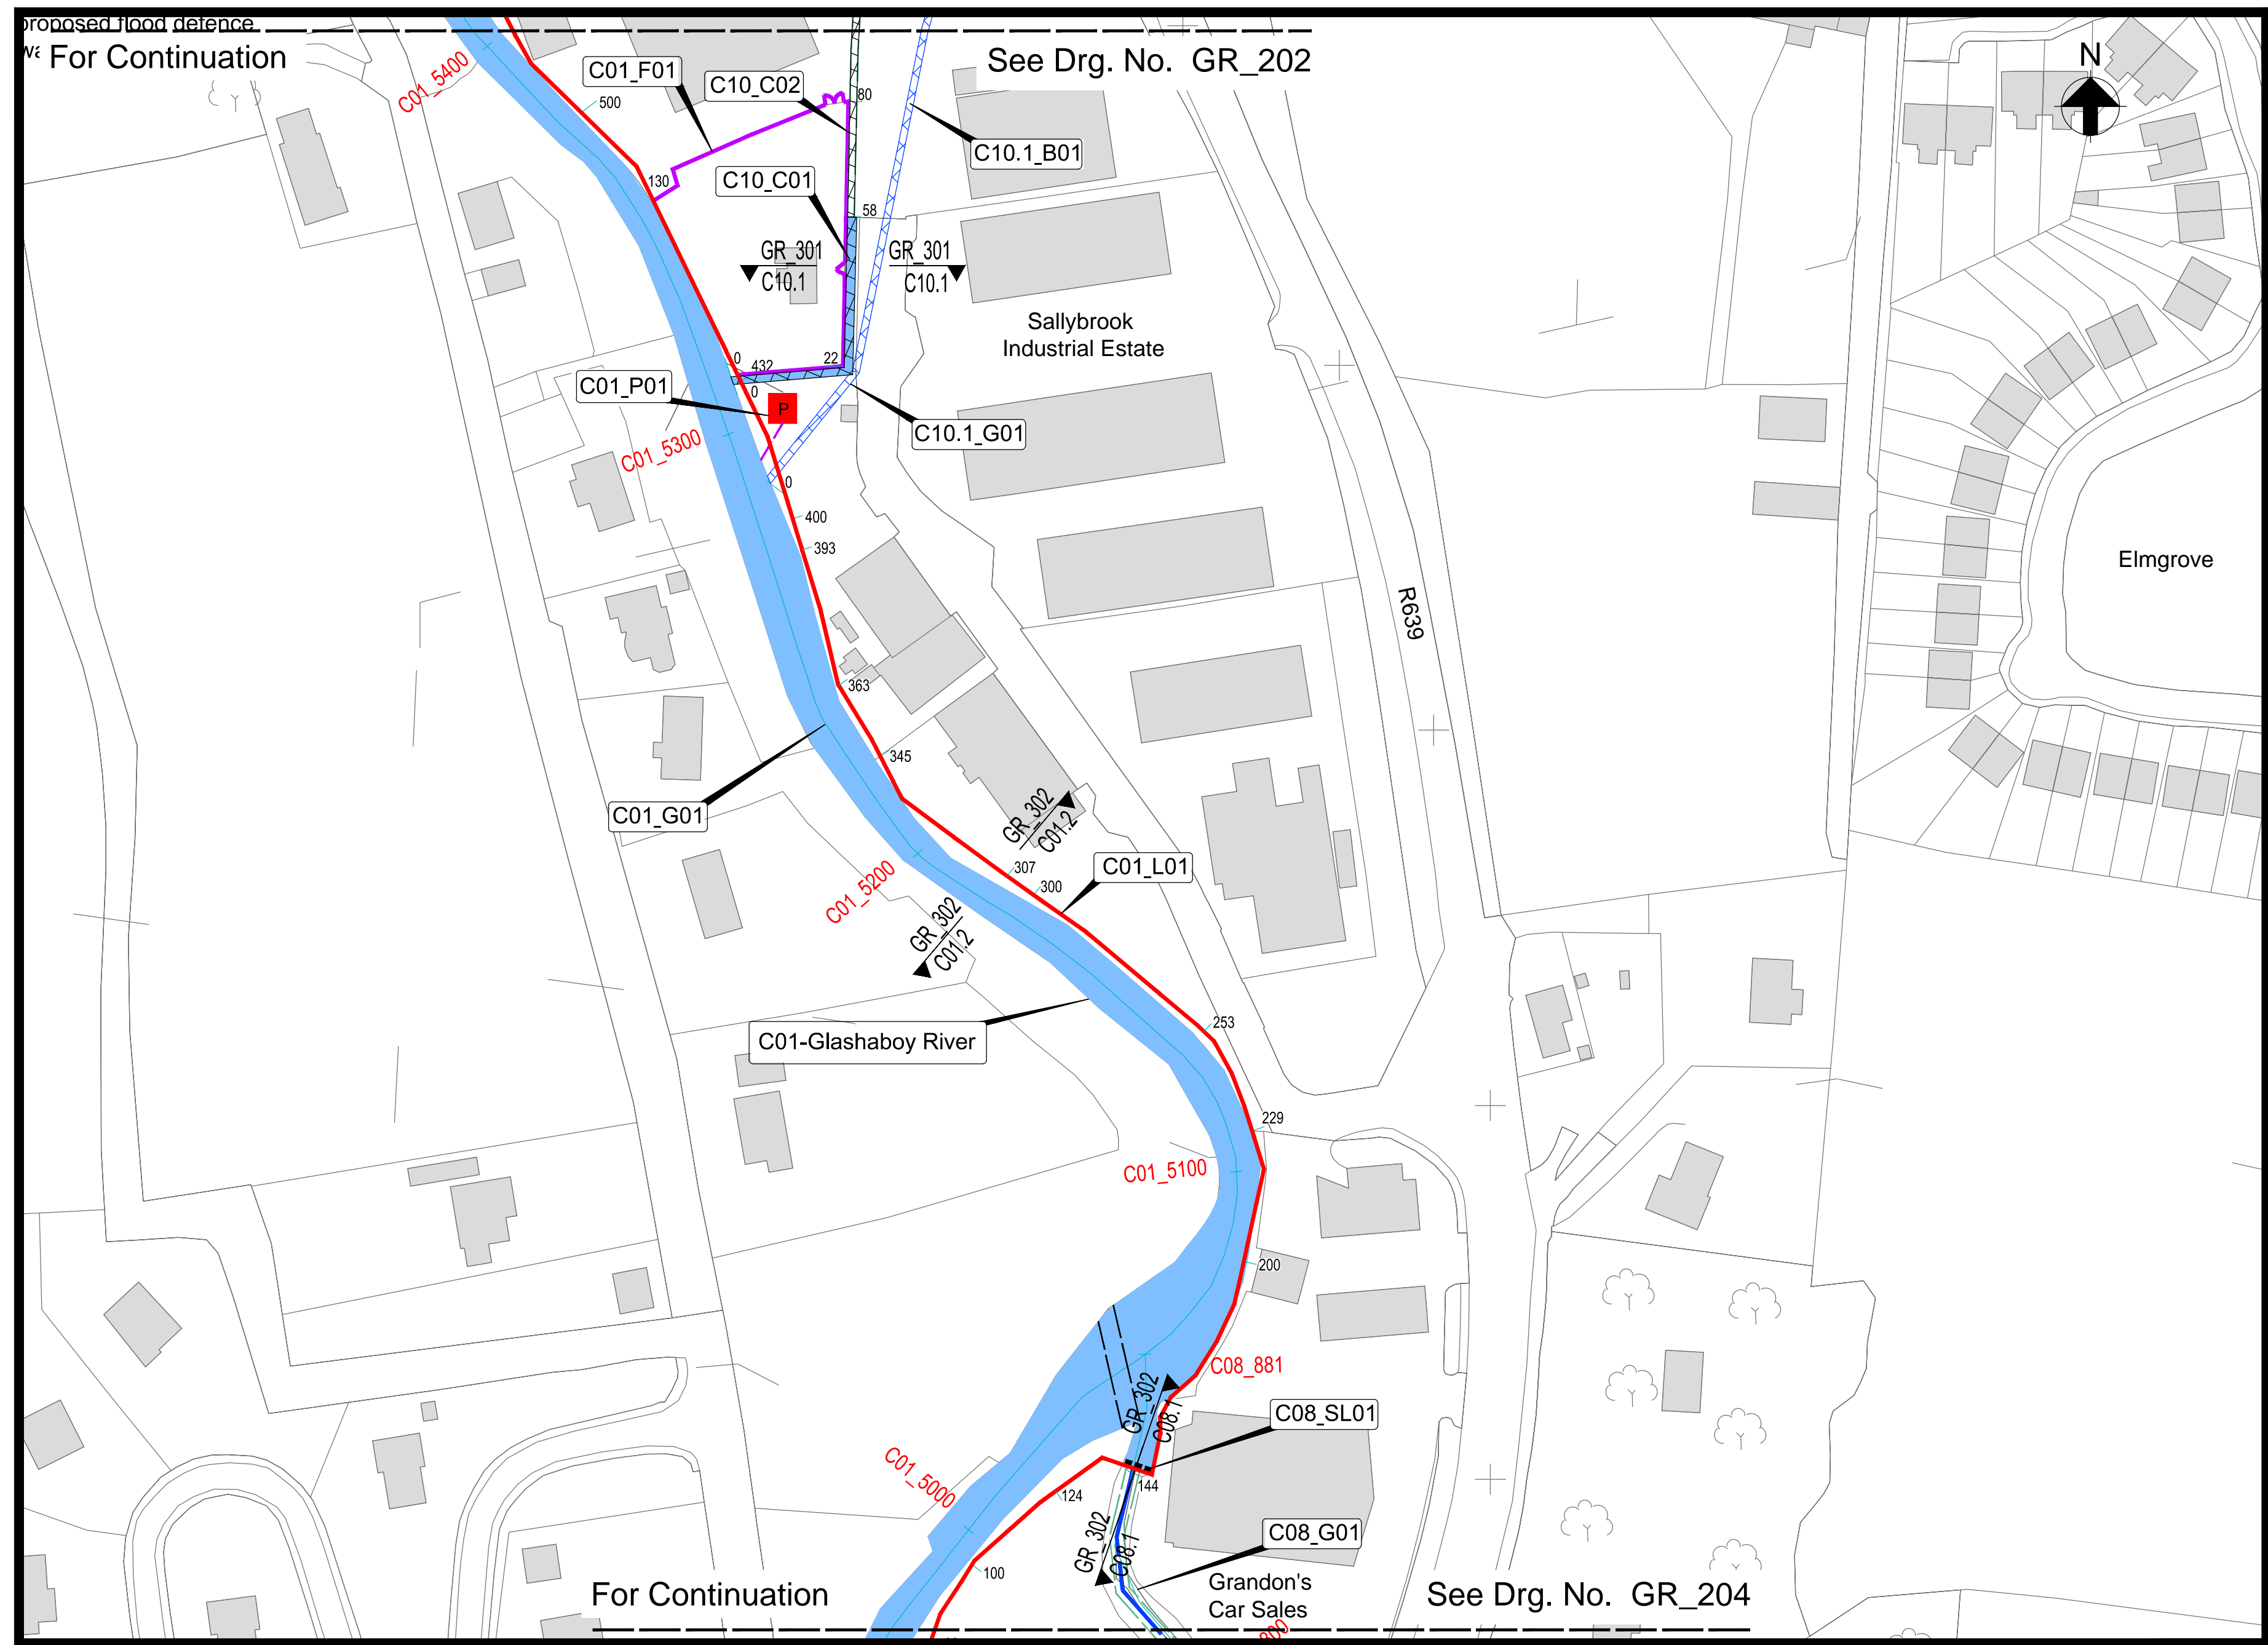 proposed flood defence
For Continuation
See Drg. No. GR_202
N
C01_5400
500
C01_F01
C10_C02
80
C10.1_B01
130
C10_C01
58
GR_301
C10.1
GR_301
C10.1
Sallybrook
Industrial Estate
0
432
22
0
C01_P01
P
C10.1_G01
C01_5300
0
400
393
Elmgrove
R639
363
345
C01_G01
GR_302
C01.2
C01_L01
307
300
C01_5200
GR_302
C01.2
253
C01-Glashaboy River
229
C01_5100
200
C08_881
GR_302
C08.1
C08_SL01
C01_5000
144
124
GR_302
C08.1
C08_G01
100
For Continuation
Grandon's
Car Sales
See Drg. No. GR_204